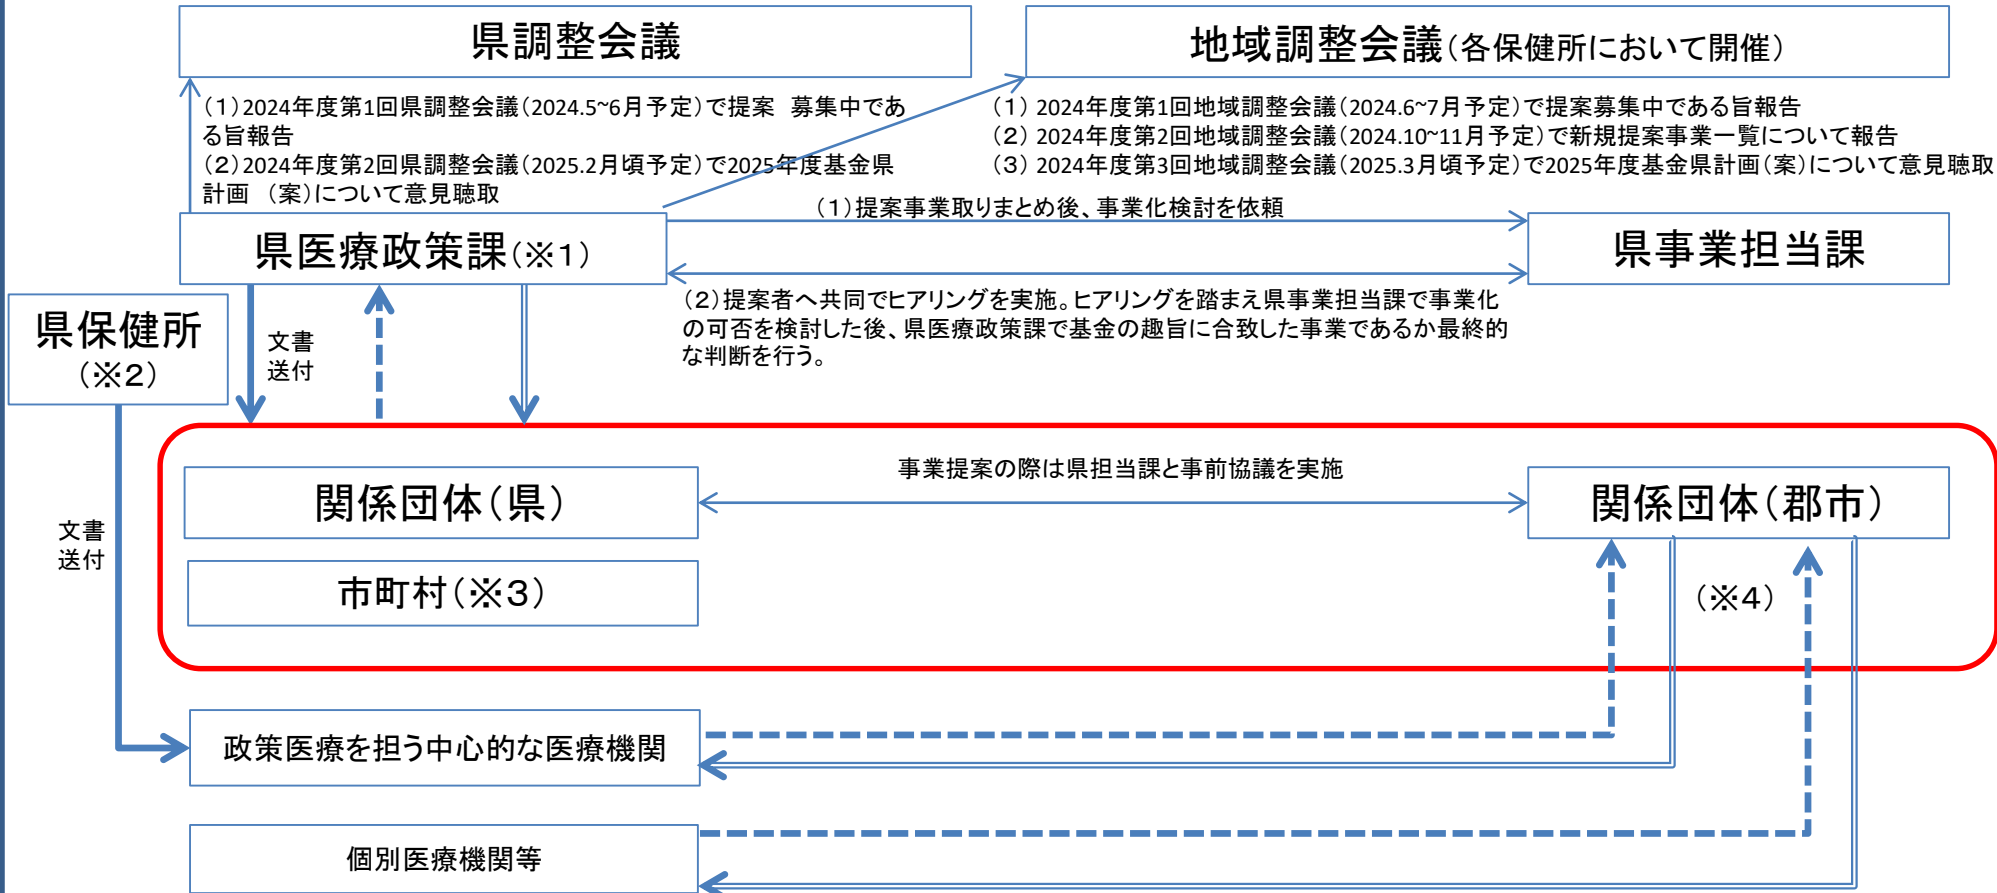 県調整会議
地域調整会議(各保健所において開催)
(1)2024年度第1回県調整会議(2024.5~6月予定)で提案 募集中であ
る旨報告
(2)2024年度第2回県調整会議(2025.2月頃予定)で2025年度基金県
計画 (案)について意見聴取
(1) 2024年度第1回地域調整会議(2024.6~7月予定)で提案募集中である旨報告
(2) 2024年度第2回地域調整会議(2024.10~11月予定)で新規提案事業一覧について報告
(3) 2024年度第3回地域調整会議(2025.3月頃予定)で2025年度基金県計画(案)について意見聴取
県医療政策課(※1)
(1)提案事業取りまとめ後、事業化検討を依頼
県事業担当課
(2)提案者へ共同でヒアリングを実施。ヒアリングを踏まえ県事業担当課で事業化
の可否を検討した後、県医療政策課で基金の趣旨に合致した事業であるか最終的
な判断を行う。
県保健所
(※2)
文書
送付
関係団体(県)
事業提案の際は県担当課と事前協議を実施
関係団体(郡市)
文書
送付
市町村(※3)
(※4)
政策医療を担う中心的な医療機関
個別医療機関等